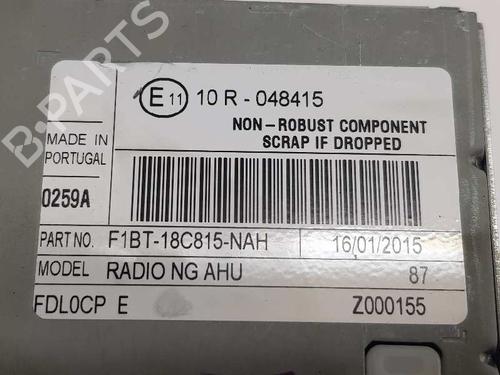 B-PARTS
E11 10 R - 048415
NON-ROBUST COMPONENT
SCRAP IF DROPPED
MADE IN
PORTUGAL
0259A
PART NO. F1BT-18C815-NAH 16/01/2015
MODEL RADIO NG AHU 87
FDL0CP E Z000155